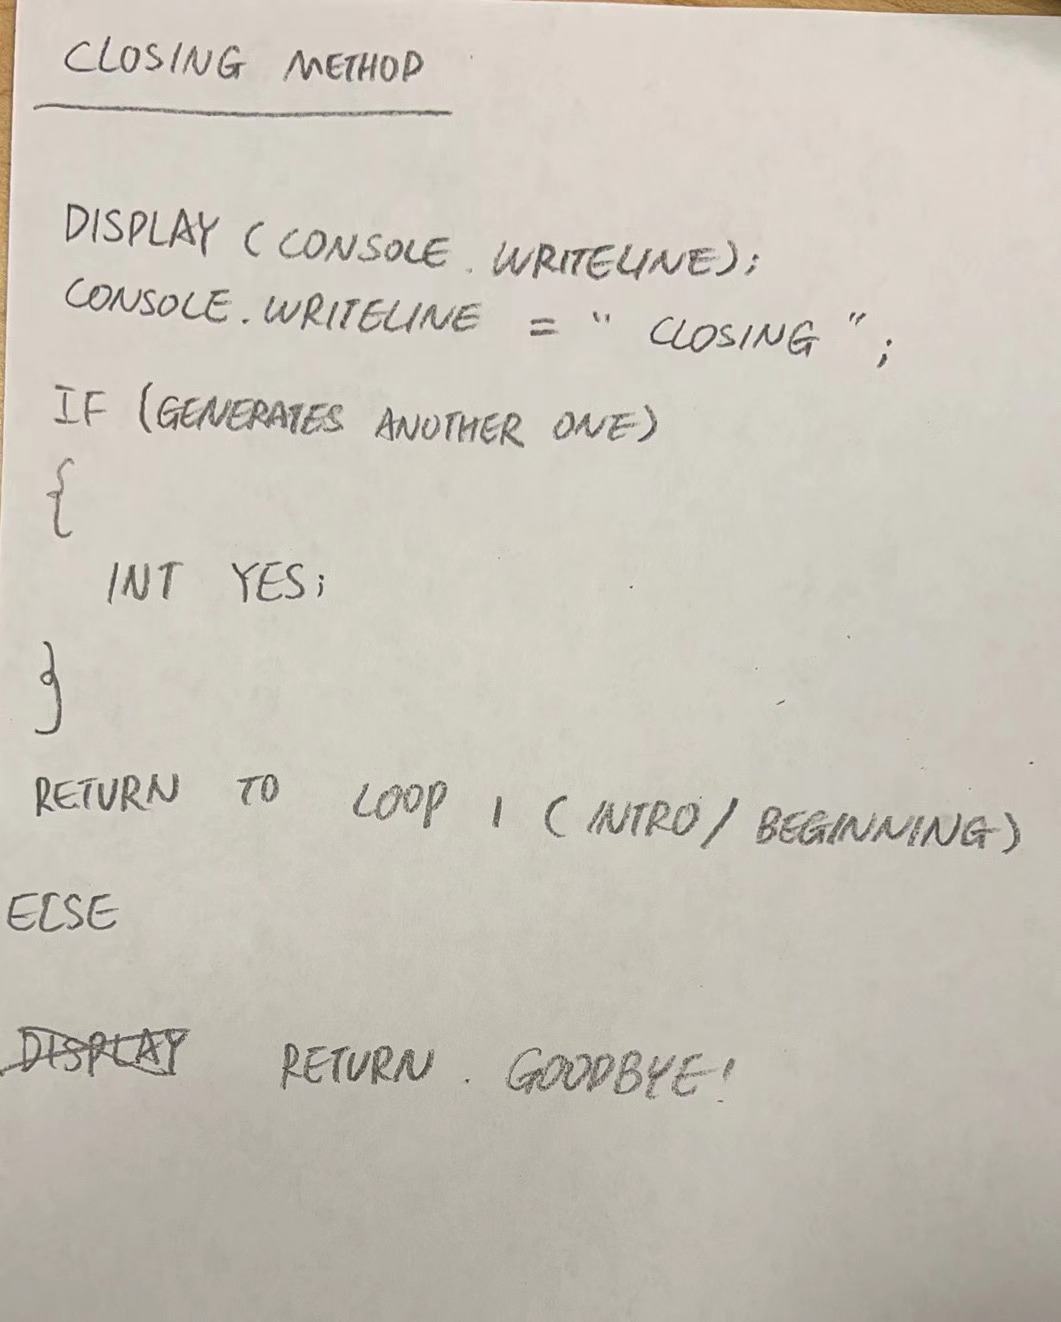 CLOSING METHOD
DISPLAY (CONSOLE.WRITELINE);
CONSOLE.WRITELINE = " CLOSING ";
IF (GENERATES ANOTHER ONE)
{
INT YES;
}
RETURN TO LOOP 1 (INTRO/BEGINNING)
ELSE
DISPLAY RETURN. GOODBYE!